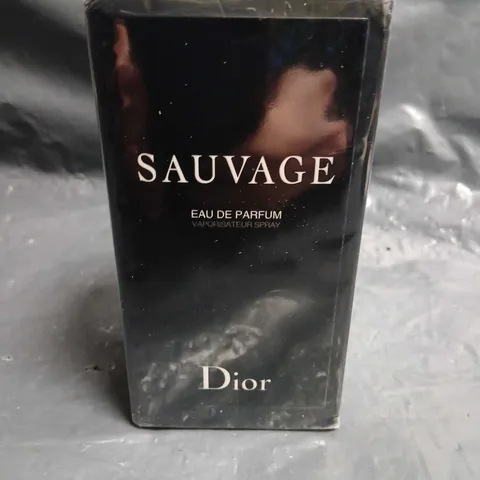 SAUVAGE
EAU DE PARFUM
VAPORISATEUR SPRAY
Dior